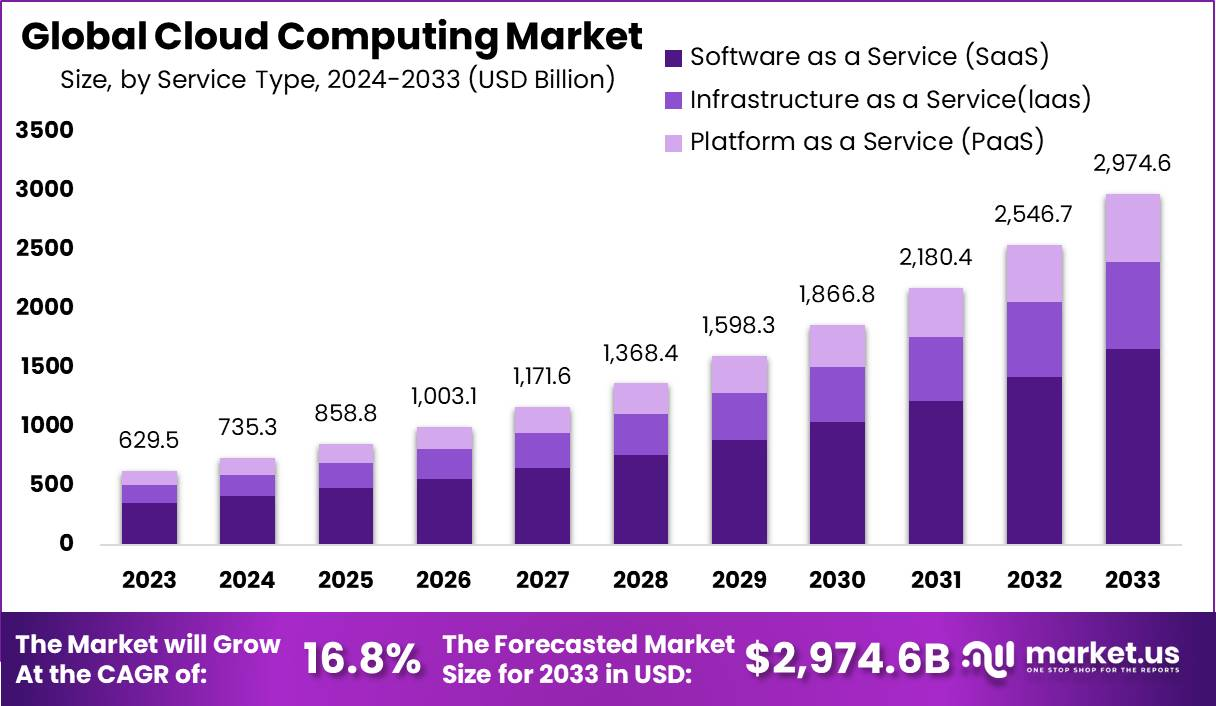 Global Cloud Computing Market
Size, by Service Type, 2024-2033 (USD Billion)
Software as a Service (SaaS)
Infrastructure as a Service(Iaas)
Platform as a Service (PaaS)
3500
3000
2500
2000
1500
1000
500
0
629.5
735.3
858.8
1,003.1
1,171.6
1,368.4
1,598.3
1,866.8
2,180.4
2,546.7
2,974.6
2023 2024 2025 2026 2027 2028 2029 2030 2031 2032 2033
The Market will Grow
At the CAGR of:
16.8%
The Forecasted Market
Size for 2033 in USD:
$2,974.6B
market.us
ONE STOP SHOP FOR THE REPORTS